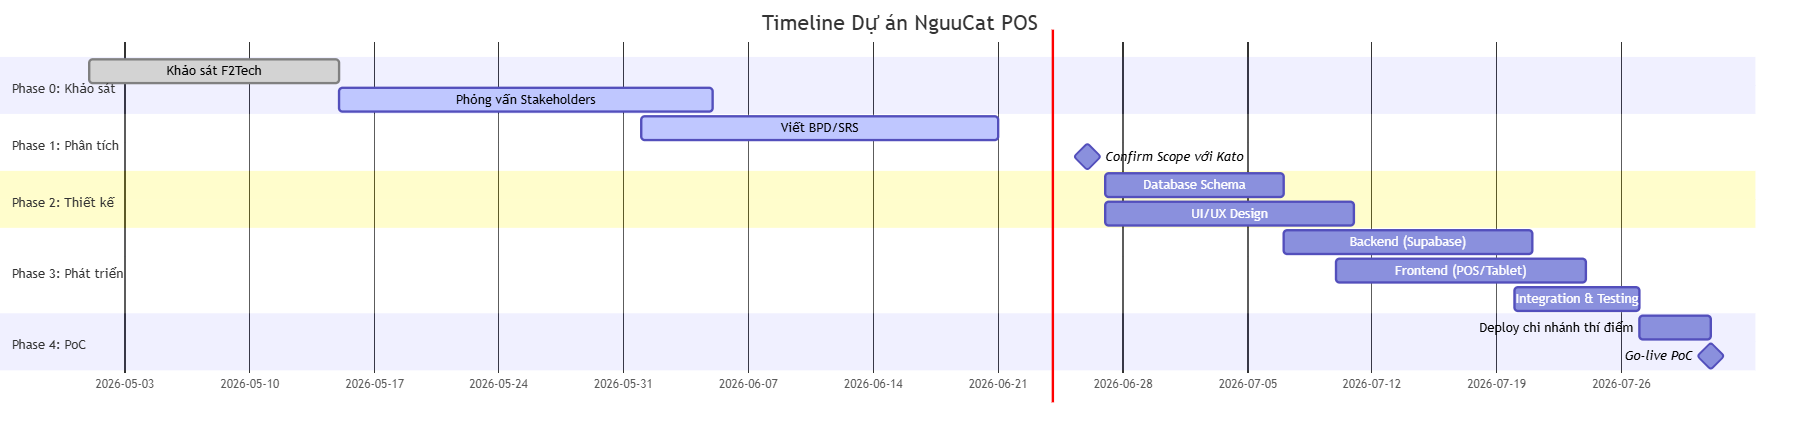 Timeline Dự án NguuCat POS
Khảo sát F2Tech
Phase 0: Khảo sát
Phỏng vấn Stakeholders
Viết BPD/SRS
Phase 1: Phân tích
Confirm Scope với Kato
Database Schema
Phase 2: Thiết kế
UI/UX Design
Backend (Supabase)
Phase 3: Phát triển
Frontend (POS/Tablet)
Integration & Testing
Deploy chi nhánh thí điểm
Phase 4: PoC
Go-live PoC
2026-05-03 2026-05-10 2026-05-17 2026-05-24 2026-05-31 2026-06-07 2026-06-14 2026-06-21 2026-06-28 2026-07-05 2026-07-12 2026-07-19 2026-07-26